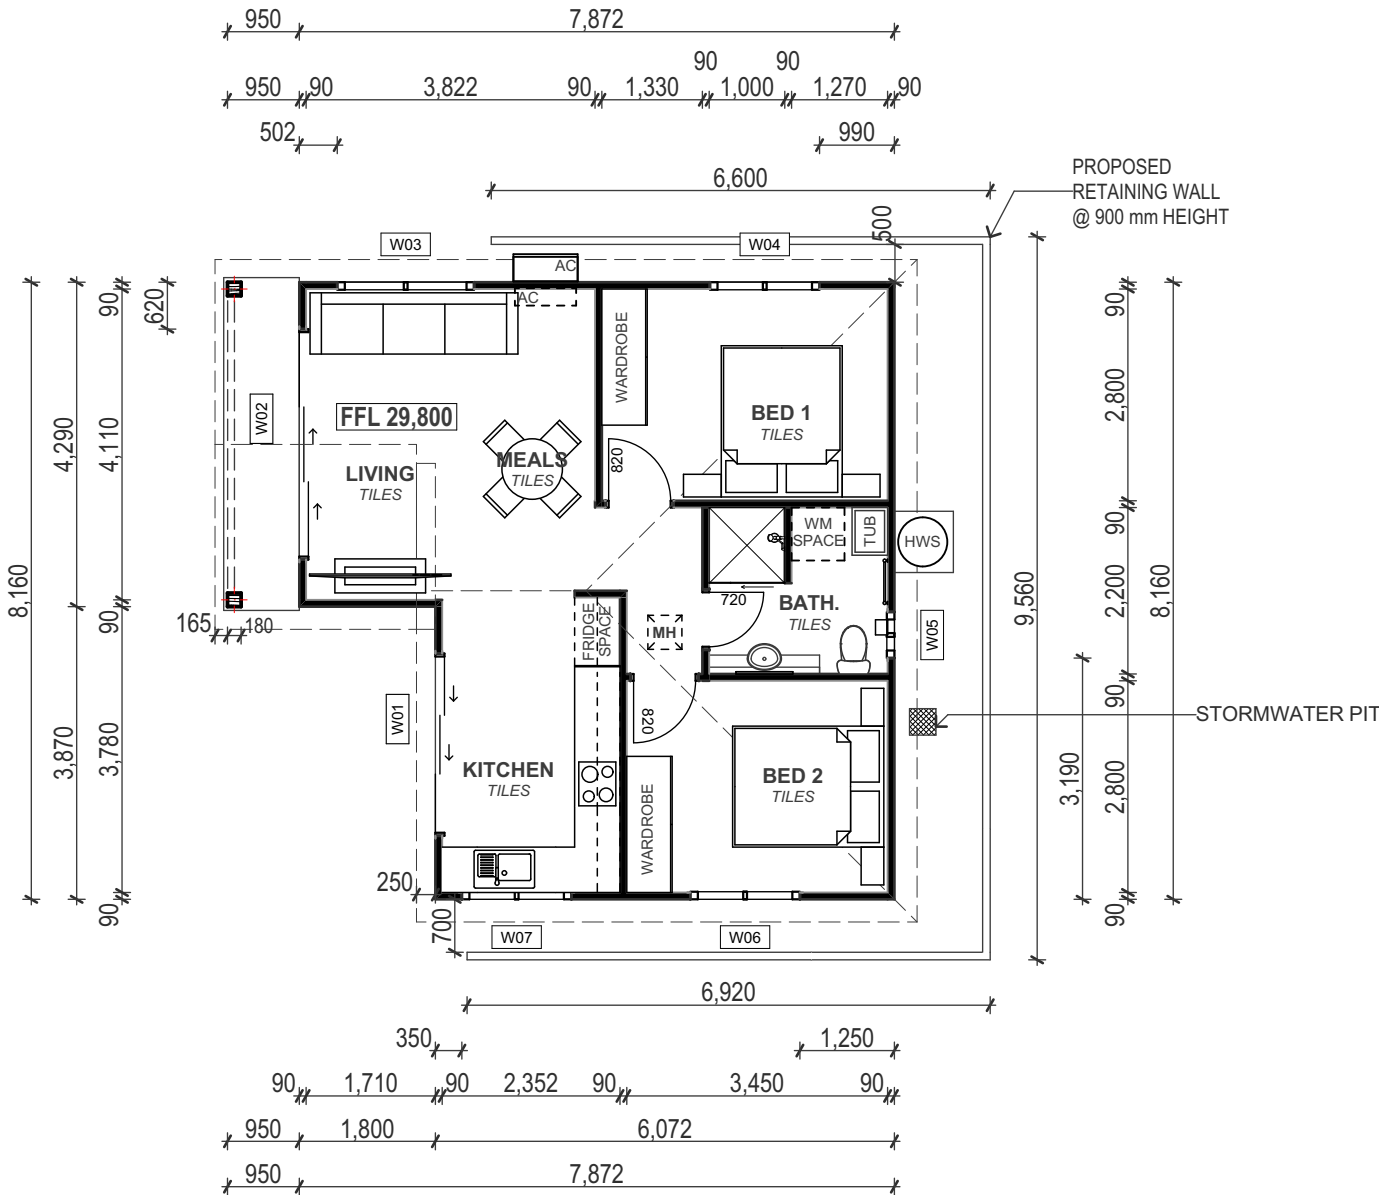 950 7,872
90 90
950 90 3,822 90 1,330 1,000 1,270 90
502 990
6,600
PROPOSED
RETAINING WALL
@ 900 mm HEIGHT
500
W03 W04
AC
AC
90 620 90
WARDROBE
BED 1
TILES
W02
FFL 29,800
4,290 4,110 2,800
820
MEALS
TILES
LIVING
TILES
WM
SPACE
TUB
HWS
90
8,160 9,560 2,200 8,160
720
BATH.
TILES
165 180
90
FRIDGE
SPACE
MH
W05
90
W01
820
STORMWATER PIT
3,870 3,780 3,190 2,800
KITCHEN
TILES
BED 2
TILES
WARDROBE
250
90 90
700
W07 W06
6,920
350 1,250
90 1,710 90 2,352 90 3,450 90
950 1,800 6,072
950 7,872